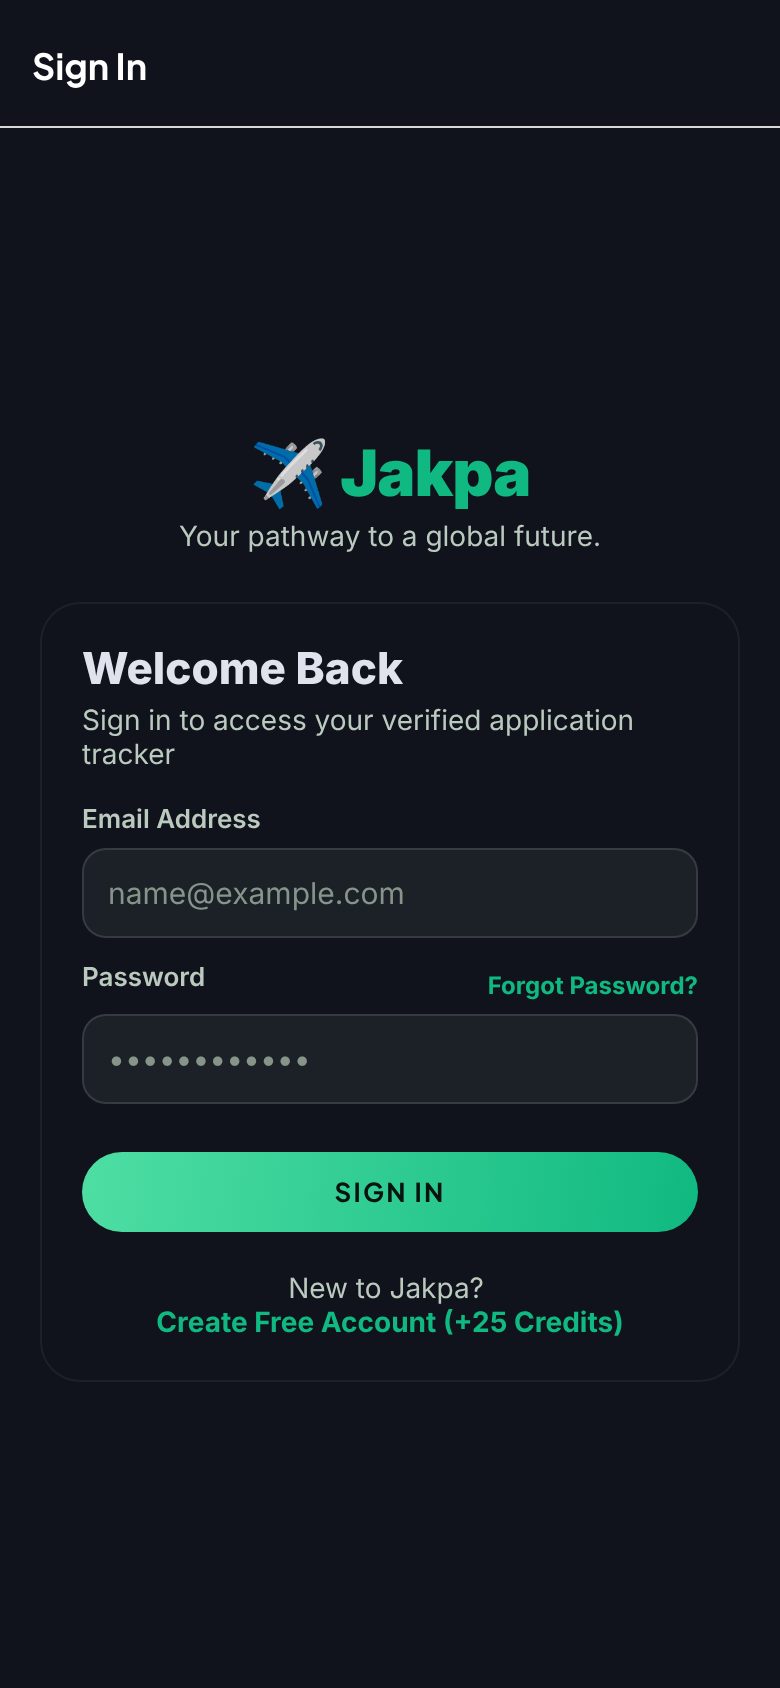 Sign In
Jakpa
Your pathway to a global future.
Welcome Back
Sign in to access your verified application
tracker
Email Address
name@example.com
Password
Forgot Password?
••••••••••••
SIGN IN
New to Jakpa?
Create Free Account (+25 Credits)